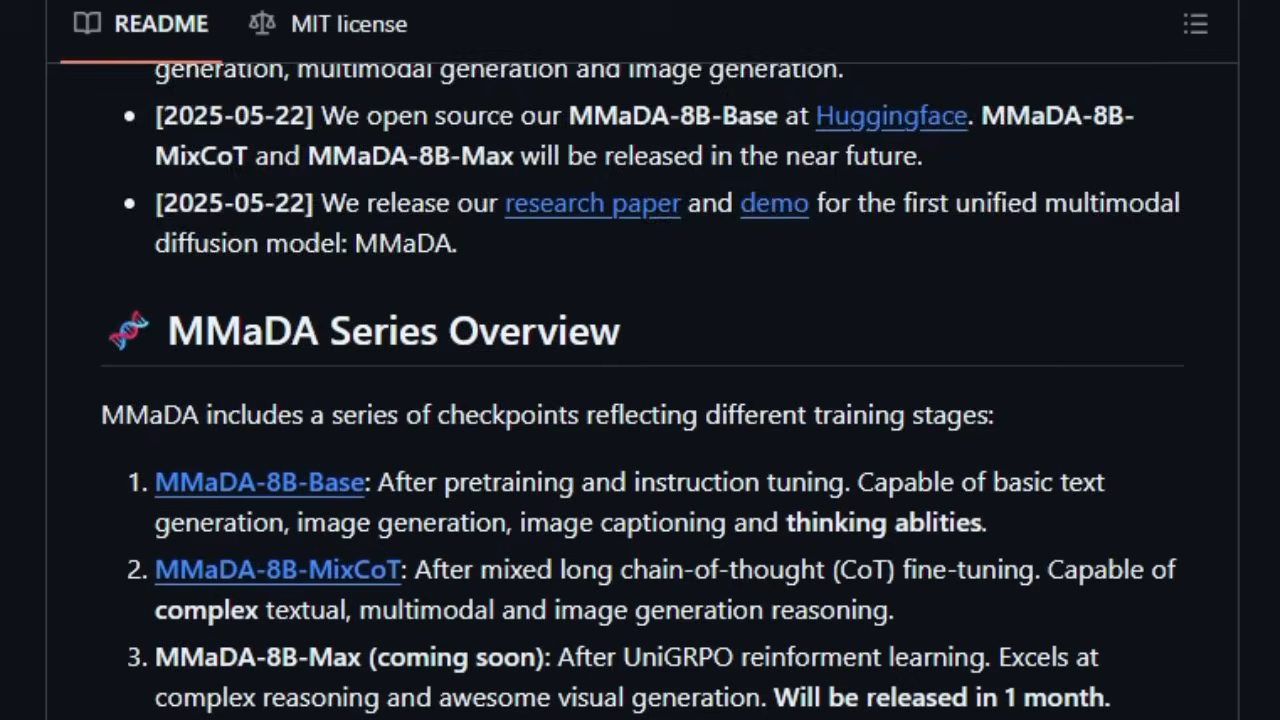 README MIT license
generation, multimodal generation and image generation.
• [2025-05-22] We open source our MMaDA-8B-Base at Huggingface. MMaDA-8B-
MixCoT and MMaDA-8B-Max will be released in the near future.
• [2025-05-22] We release our research paper and demo for the first unified multimodal
diffusion model: MMaDA.
MMaDA Series Overview
MMaDA includes a series of checkpoints reflecting different training stages:
1. MMaDA-8B-Base: After pretraining and instruction tuning. Capable of basic text
generation, image generation, image captioning and thinking ablities.
2. MMaDA-8B-MixCoT: After mixed long chain-of-thought (CoT) fine-tuning. Capable of
complex textual, multimodal and image generation reasoning.
3. MMaDA-8B-Max (coming soon): After UniGRPO reinforment learning. Excels at
complex reasoning and awesome visual generation. Will be released in 1 month.